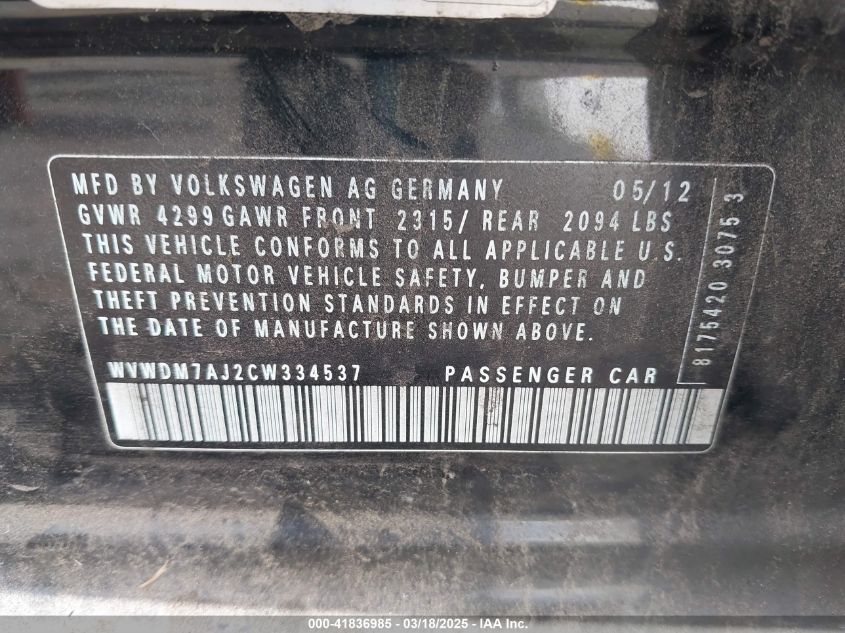 MFD BY VOLKSWAGEN AG GERMANY 05/12
GVWR 4299 GAWR FRONT 2315/ REAR 2094 LBS
THIS VEHICLE CONFORMS TO ALL APPLICABLE U.S.
FEDERAL MOTOR VEHICLE SAFETY, BUMPER AND
THEFT PREVENTION STANDARDS IN EFFECT ON
THE DATE OF MANUFACTURE SHOWN ABOVE.
WVWDM7AJ2CW334537 PASSENGER CAR
8175420 3075 3
000-41836985 - 03/18/2025 - IAAI.com